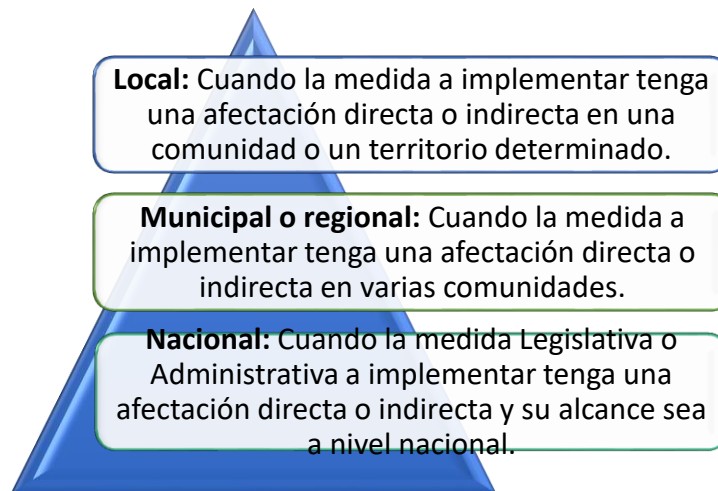 Local: Cuando la medida a implementar tenga
una afectación directa o indirecta en una
comunidad o un territorio determinado.
Municipal o regional: Cuando la medida a
implementar tenga una afectación directa o
indirecta en varias comunidades.
Nacional: Cuando la medida Legislativa o
Administrativa a implementar tenga una
afectación directa o indirecta y su alcance sea
a nivel nacional.